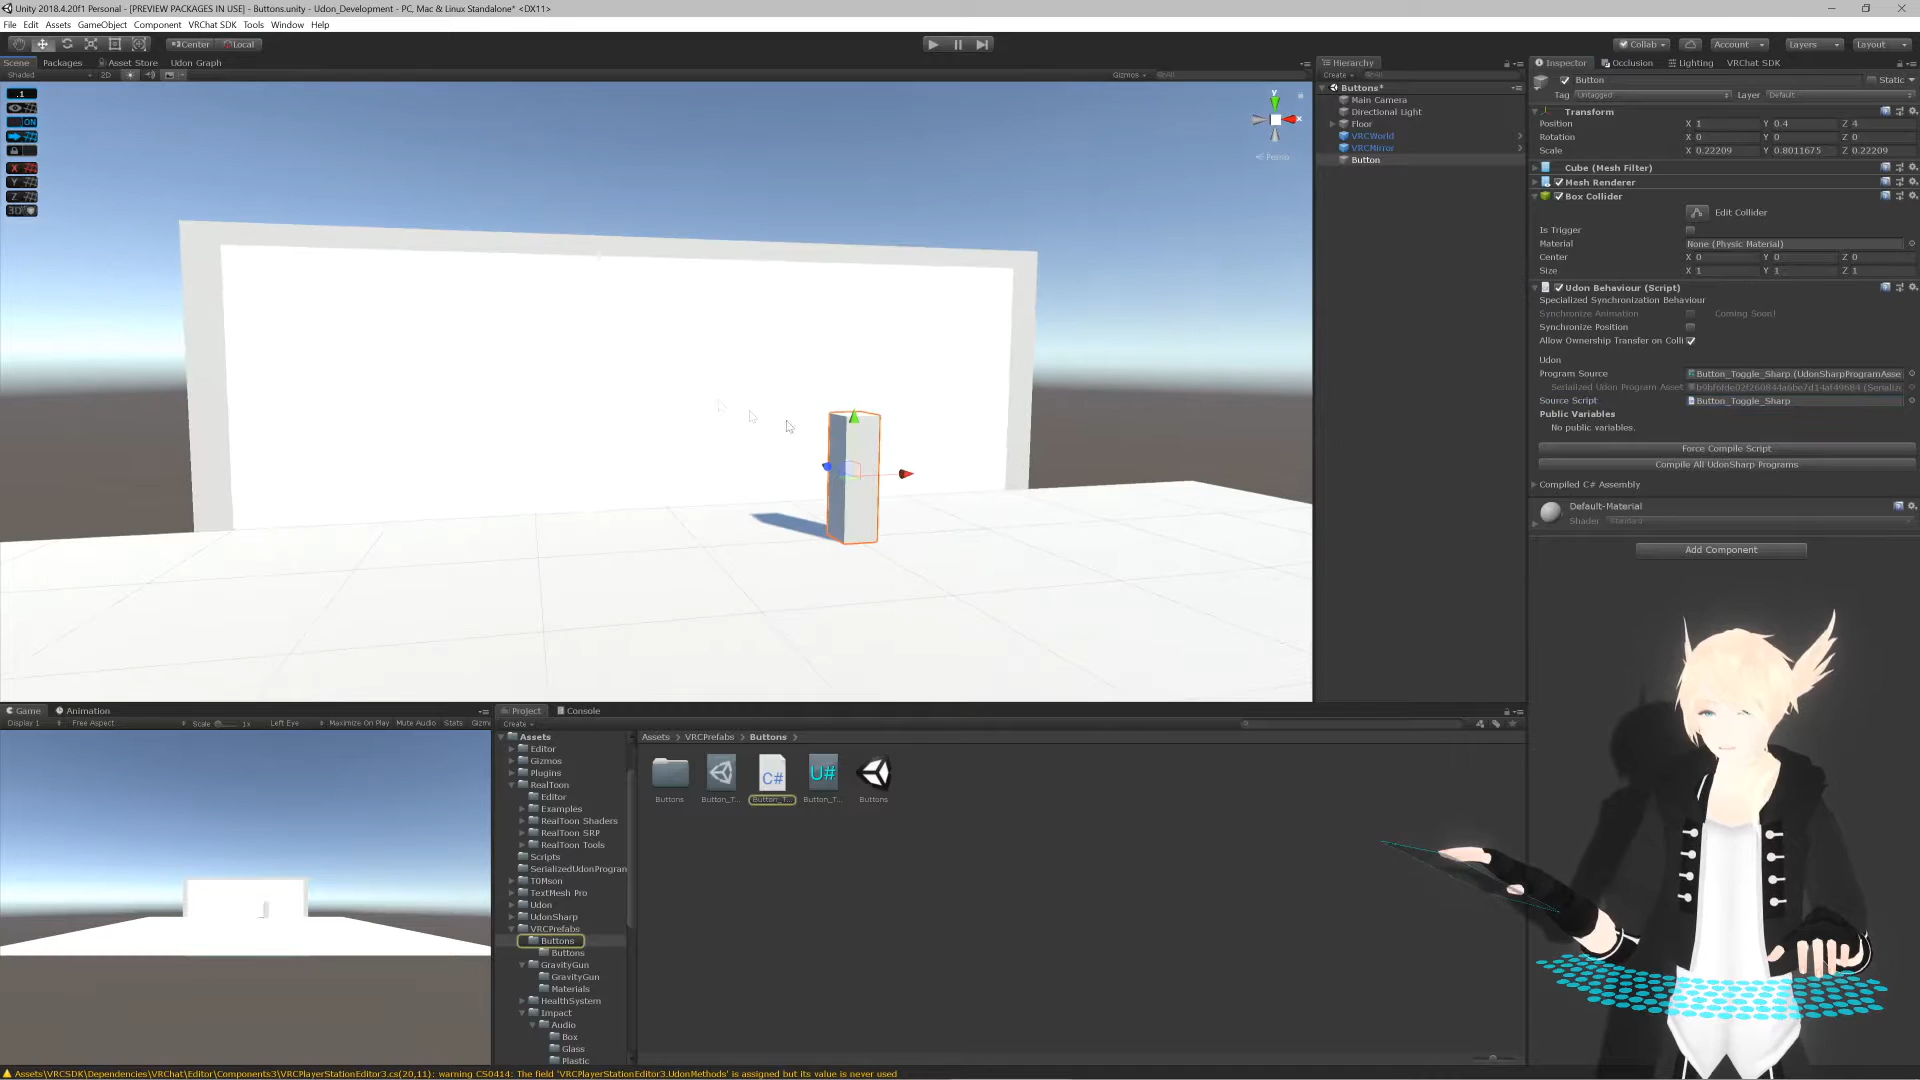 Unity 2018.4.20f1 Personal - [PREVIEW PACKAGES IN USE] - Buttons.unity - Udon_Development - PC, Mac & Linux Standalone* <DX11>
File Edit Assets GameObject Component VRChat SDK Tools Window Help
Center Local
Collab Account Layers Layout
Scene Packages Asset Store Udon Graph
Shaded 2D Gizmos
.1
ON
X
Y
Z
3D
y
x
Persp
Hierarchy
Create
Buttons*
Main Camera
Directional Light
Floor
VRCWorld
VRCMirror
Button
Inspector Occlusion Lighting VRChat SDK
Button Static
Tag Untagged Layer Default
Transform
Position X 1 Y 0.4 Z 4
Rotation X 0 Y 0 Z 0
Scale X 0.22209 Y 0.8011675 Z 0.22209
Cube (Mesh Filter)
Mesh Renderer
Box Collider
Edit Collider
Is Trigger
Material None (Physic Material)
Center X 0 Y 0 Z 0
Size X 1 Y 1 Z 1
Udon Behaviour (Script)
Specialized Synchronization Behaviour
Synchronize Animation Coming Soon!
Synchronize Position
Allow Ownership Transfer on Colli
Udon
Program Source Button_Toggle_Sharp (UdonSharpProgramAsse
Serialized Udon Program Asset b9bf6fde02f260844a6be7d14af49684 (Serialize
Source Script Button_Toggle_Sharp
Public Variables
No public variables.
Force Compile Script
Compile All UdonSharp Programs
Compiled C# Assembly
Default-Material
Shader Standard
Add Component
Game Animation
Display 1 Free Aspect Scale 1x Left Eye Maximize On Play Mute Audio Stats Gizm
Project Console
Create
Assets
Editor
Gizmos
Plugins
RealToon
Editor
Examples
RealToon Shaders
RealToon SRP
RealToon Tools
Scripts
SerializedUdonProgram
TOMson
TextMesh Pro
Udon
UdonSharp
VRCPrefabs
Buttons
Buttons
GravityGun
GravityGun
Materials
HealthSystem
Impact
Audio
Box
Glass
Plastic
Assets VRCPrefabs Buttons
C# U#
Buttons Button_T... Button_T... Button_T... Buttons
Assets\VRCSDK\Dependencies\VRChat\Editor\Components3\VRCPlayerStationEditor3.cs(20,11): warning CS0414: The field 'VRCPlayerStationEditor3.UdonMethods' is assigned but its value is never used